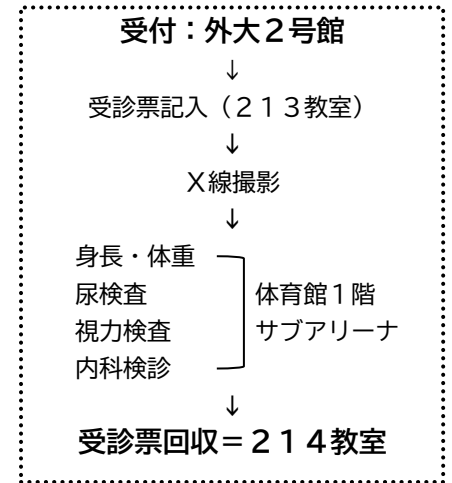 受付：外大２号館
↓
受診票記入（２１３教室）
↓
Ｘ線撮影
↓
身長・体重
尿検査
視力検査
内科検診
体育館１階
サブアリーナ
↓
受診票回収＝２１４教室